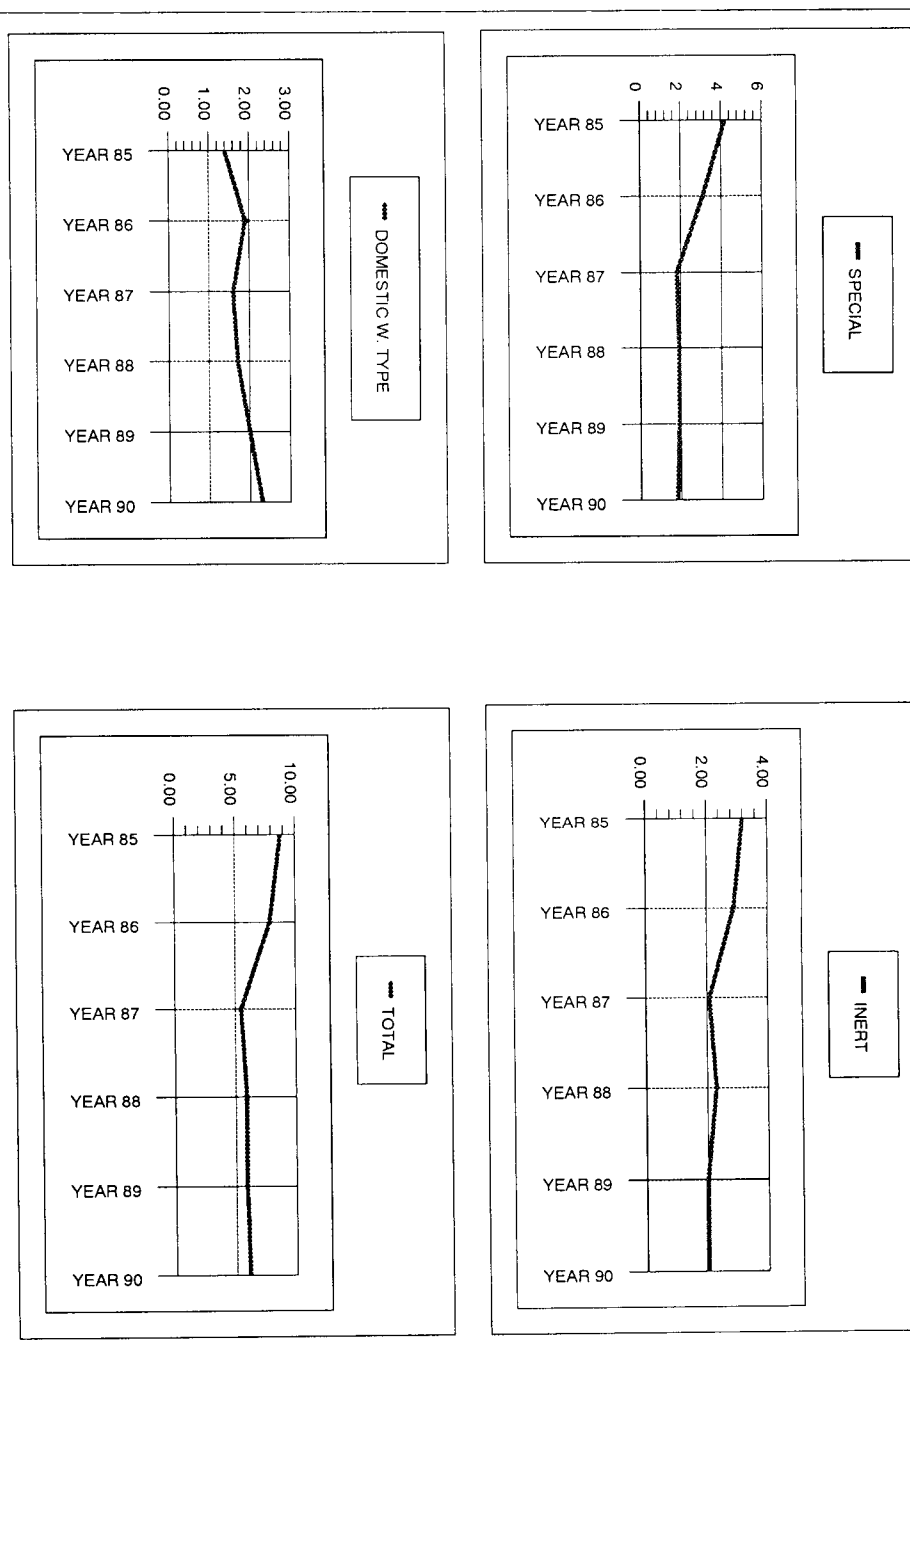 3.00
2.00
1.00
0.00
YEAR 85
YEAR 86
YEAR 87
YEAR 88
YEAR 89
YEAR 90
DOMESTIC W. TYPE
6
4
2
0
YEAR 85
YEAR 86
YEAR 87
YEAR 88
YEAR 89
YEAR 90
SPECIAL
10.00
5.00
0.00
YEAR 85
YEAR 86
YEAR 87
YEAR 88
YEAR 89
YEAR 90
TOTAL
4.00
2.00
0.00
YEAR 85
YEAR 86
YEAR 87
YEAR 88
YEAR 89
YEAR 90
INERT